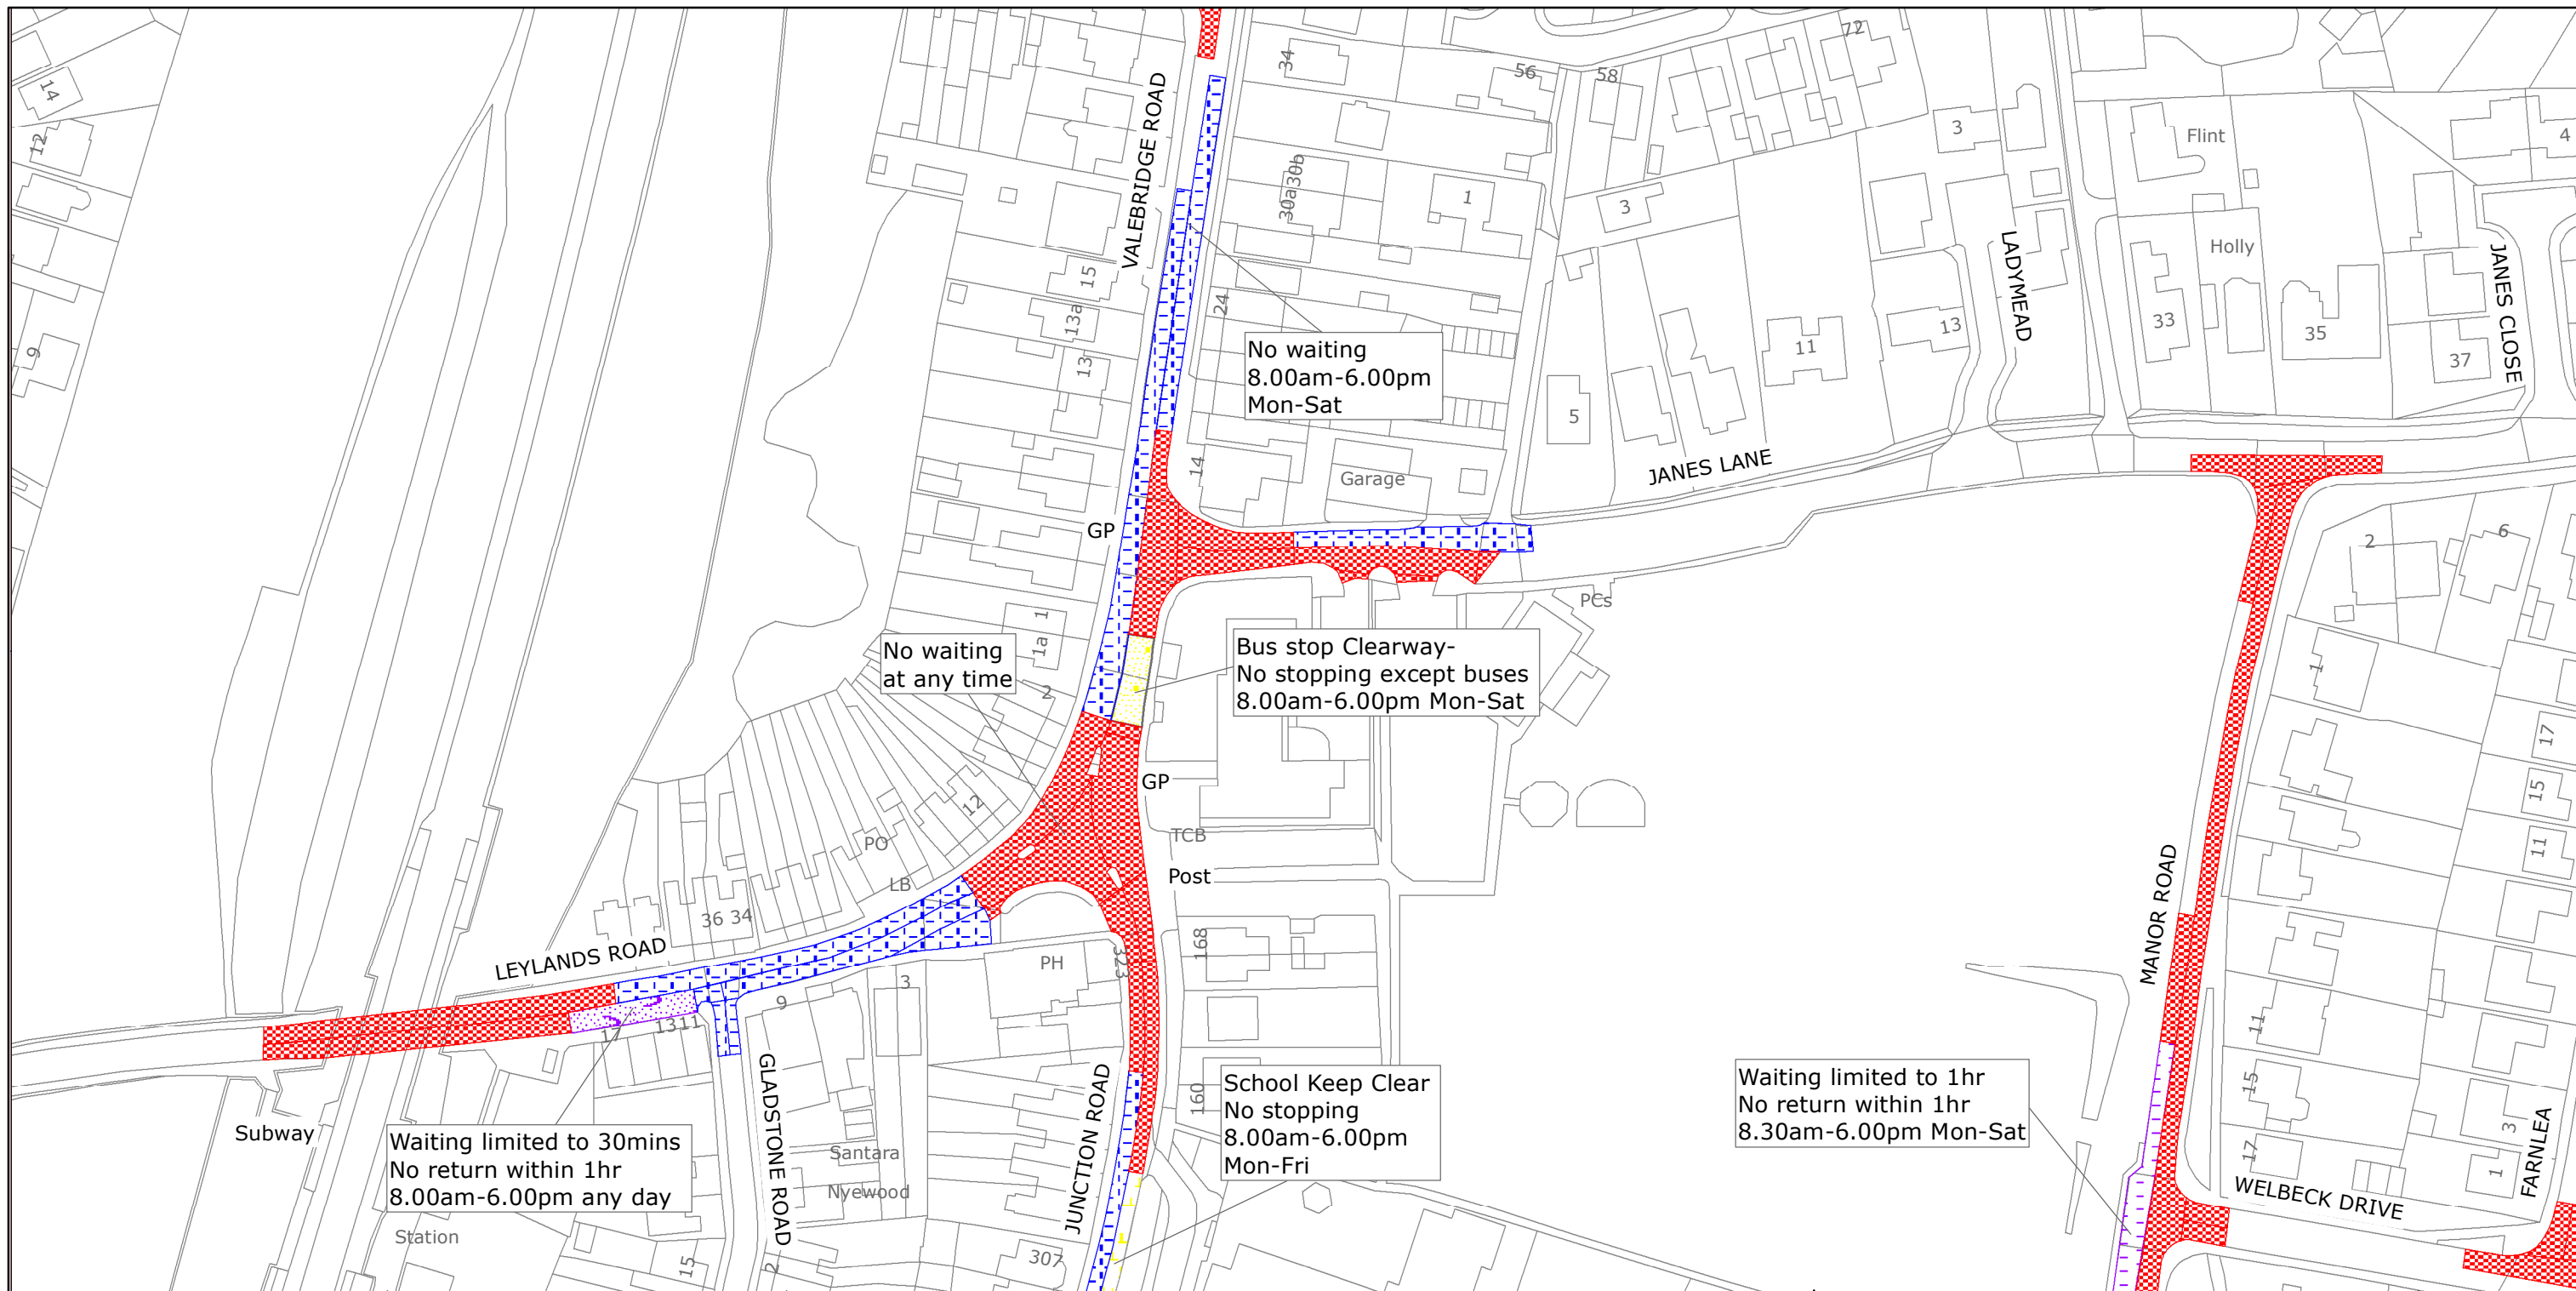 14
12
9
VALEBRIDGE ROAD
34
30a30b
56
58
72
1
3
3
Flint
4
Holly
LADYMEAD
JANES CLOSE
15
13a
13
24
No waiting
8.00am-6.00pm
Mon-Sat
5
11
13
33
35
37
14
Garage
JANES LANE
GP
1
1a
2
No waiting
at any time
Bus stop Clearway-
No stopping except buses
8.00am-6.00pm Mon-Sat
PCs
2
6
1
17
15
11
GP
12
PO
LB
TCB
Post
36 34
LEYLANDS ROAD
PH
323
168
3
9
17
1311
MANOR ROAD
11
15
17
3
1
FARNLEA
WELBECK DRIVE
GLADSTONE ROAD
JUNCTION ROAD
160
School Keep Clear
No stopping
8.00am-6.00pm
Mon-Fri
Waiting limited to 1hr
No return within 1hr
8.30am-6.00pm Mon-Sat
Subway
Waiting limited to 30mins
No return within 1hr
8.00am-6.00pm any day
Station
Santara
Nyewood
15
2
307